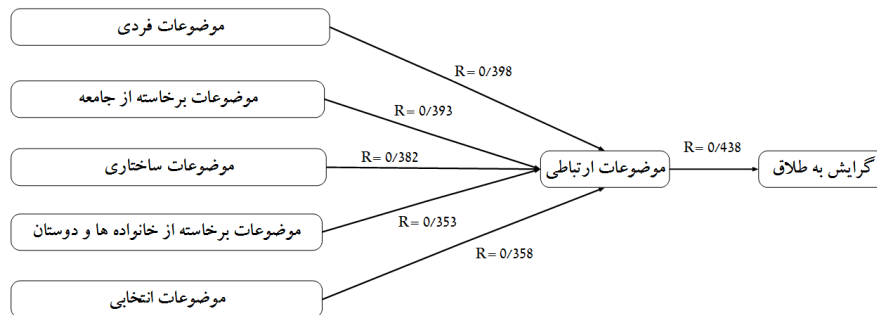 موضوعات فردی
R= 0/398
موضوعات برخاسته از جامعه
R= 0/393
موضوعات ساختاری
R= 0/382
موضوعات ارتباطی
R= 0/438
گرایش به طلاق
موضوعات برخاسته از خانواده ها و دوستان
R= 0/353
R= 0/358
موضوعات انتخابی